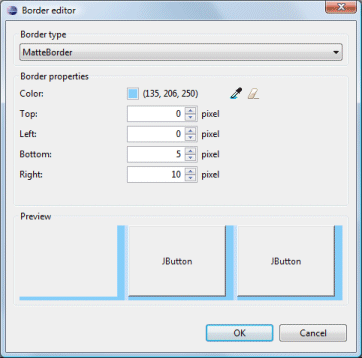 Border editor
Border type
MatteBorder
Border properties
Color: (135, 206, 250)
Top: 0 pixel
Left: 0 pixel
Bottom: 5 pixel
Right: 10 pixel
Preview
JButton JButton
OK Cancel